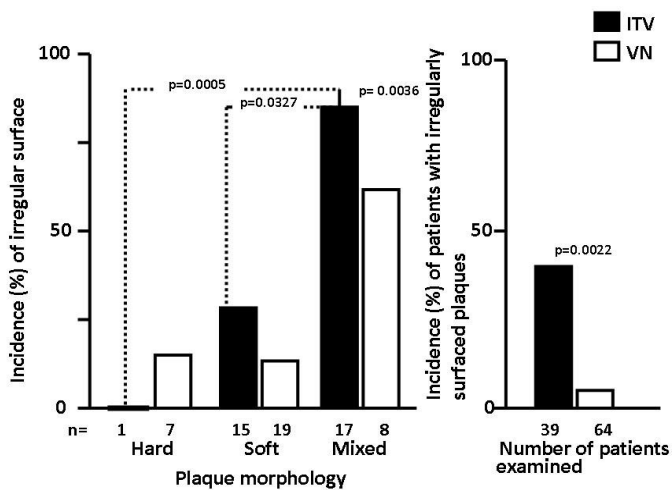 ITV
VN
Incidence (%) of irregular surface
100
50
0
p=0.0005
p=0.0327
p= 0.0036
n= 1 7 15 19 17 8
Hard Soft Mixed
Plaque morphology
Incidence (%) of patients with irregularly
surfaced plaques
100
50
0
p=0.0022
39 64
Number of patients
examined